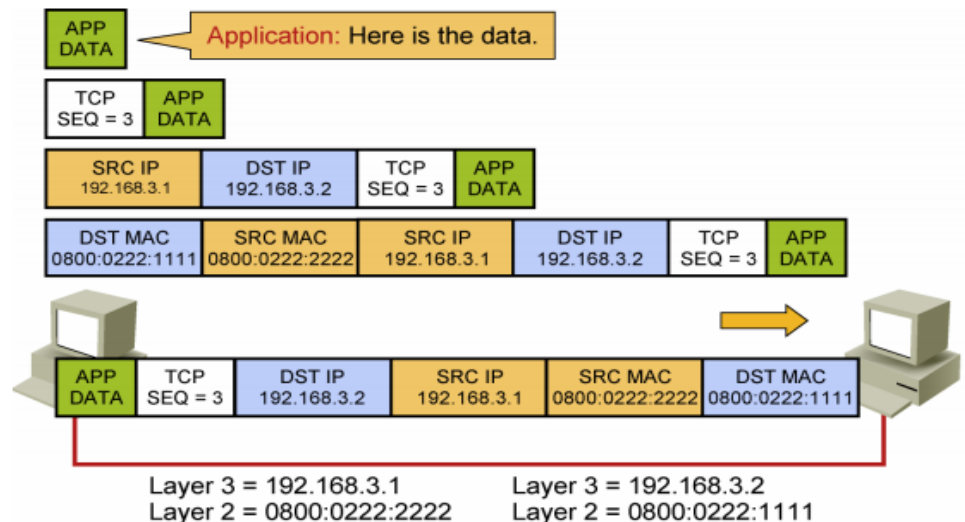 APP
DATA
Application: Here is the data.
TCP
SEQ = 3
APP
DATA
SRC IP
192.168.3.1
DST IP
192.168.3.2
TCP
SEQ = 3
APP
DATA
DST MAC
0800:0222:1111
SRC MAC
0800:0222:2222
SRC IP
192.168.3.1
DST IP
192.168.3.2
TCP
SEQ = 3
APP
DATA
APP
DATA
TCP
SEQ = 3
DST IP
192.168.3.2
SRC IP
192.168.3.1
SRC MAC
0800:0222:2222
DST MAC
0800:0222:1111
Layer 3 = 192.168.3.1
Layer 2 = 0800:0222:2222
Layer 3 = 192.168.3.2
Layer 2 = 0800:0222:1111